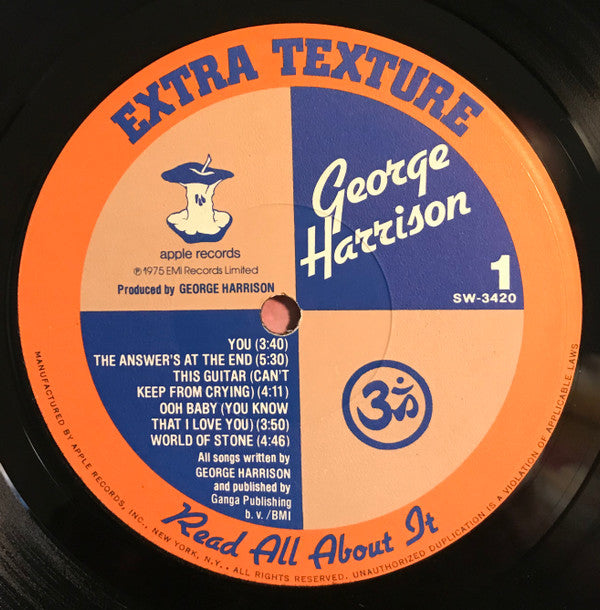 EXTRA TEXTURE
George
Harrison
apple records
℗ 1975 EMI Records Limited
Produced by GEORGE HARRISON
1
SW-3420
YOU (3:40)
THE ANSWER'S AT THE END (5:30)
THIS GUITAR (CAN'T
KEEP FROM CRYING) (4:11)
OOH BABY (YOU KNOW
THAT I LOVE YOU) (3:50)
WORLD OF STONE (4:46)
All songs written by
GEORGE HARRISON
and published by
Ganga Publishing
b. v. /BMI
ॐ
Read All About It
MANUFACTURED BY APPLE RECORDS, INC., NEW YORK, N.Y.. ALL RIGHTS RESERVED. UNAUTHORIZED DUPLICATION IS A VIOLATION OF APPLICABLE LAWS